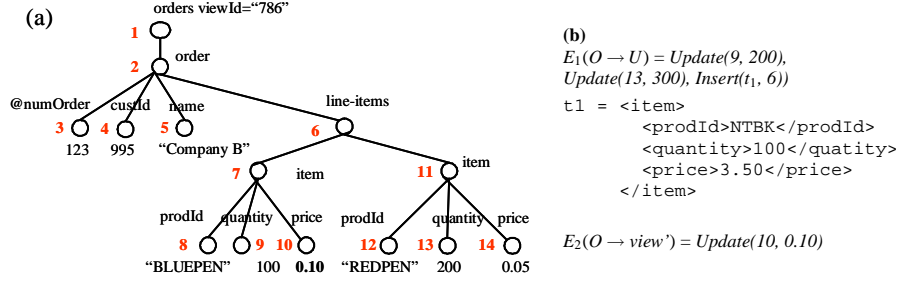 (a)
orders viewId=“786”
1
order
2
@numOrder custId name
line-items
3 4 5
6
123 995 “Company B”
7 item
11 item
prodId quantity price
prodId quantity price
8 9 10
12 13 14
“BLUEPEN” 100 0.10
“REDPEN” 200 0.05
(b)
E1(O → U) = Update(9, 200),
Update(13, 300), Insert(t1, 6))
t1 = <item>
<prodId>NTBK</prodId>
<quantity>100</quatity>
<price>3.50</price>
</item>
E2(O → view’) = Update(10, 0.10)